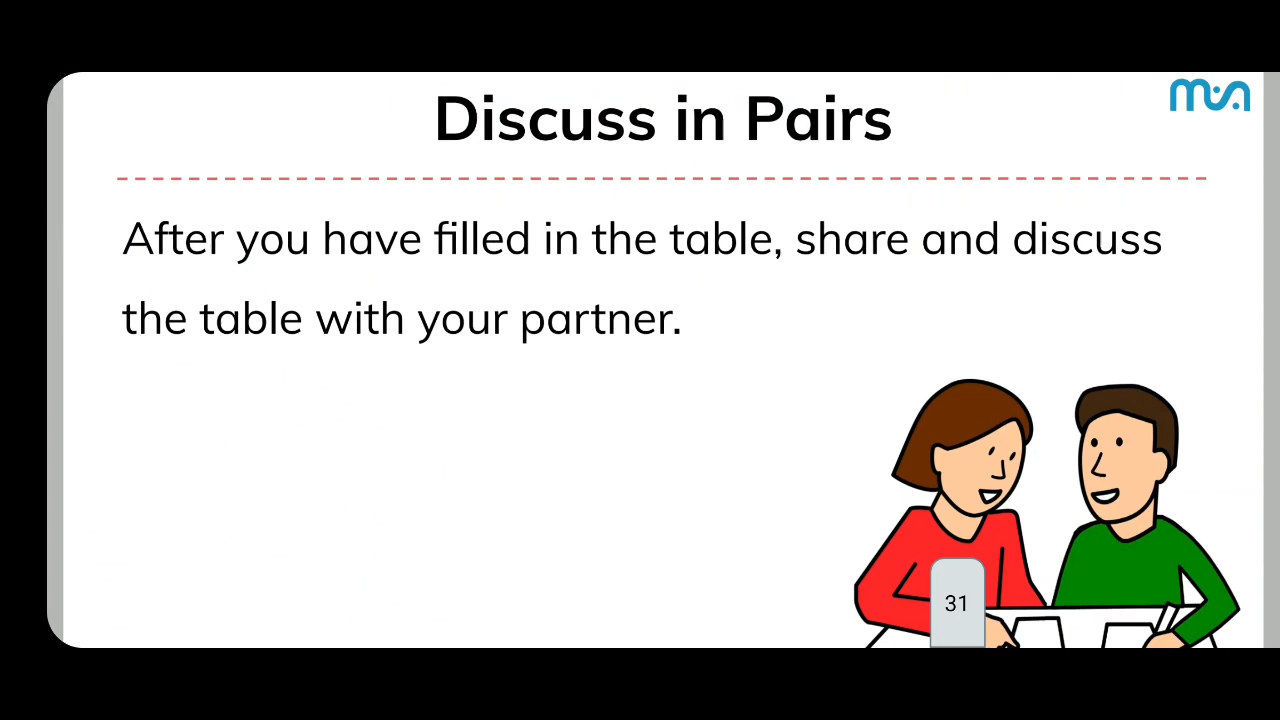 Discuss in Pairs
After you have filled in the table, share and discuss
the table with your partner.
31